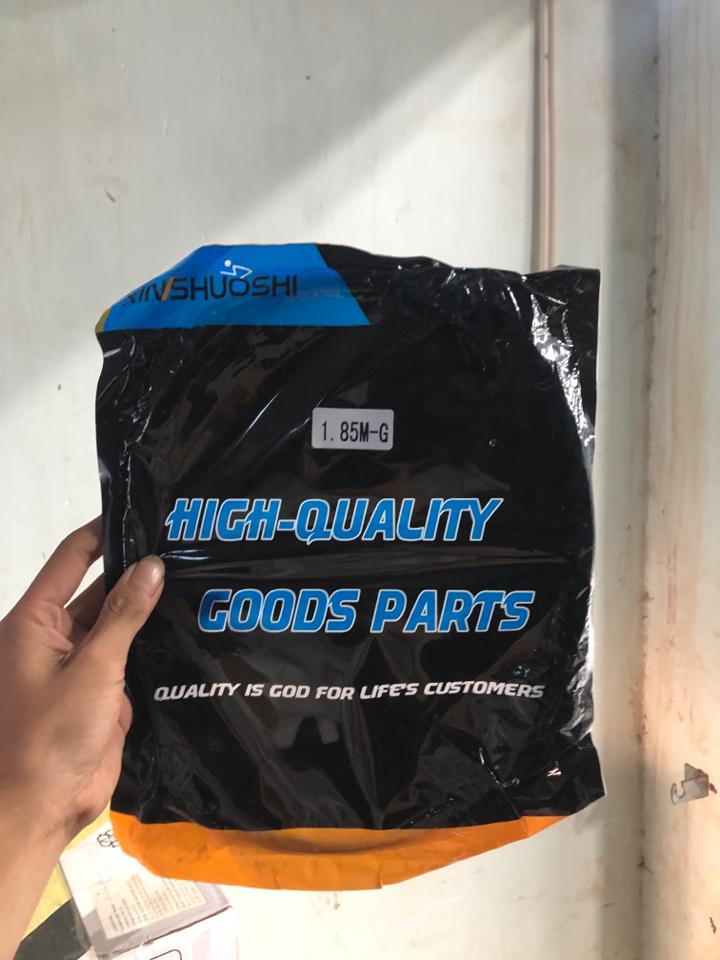 XINSHUOSHI
1.85M-G
HIGH-QUALITY
GOODS PARTS
QUALITY IS GOD FOR LIFE'S CUSTOMERS